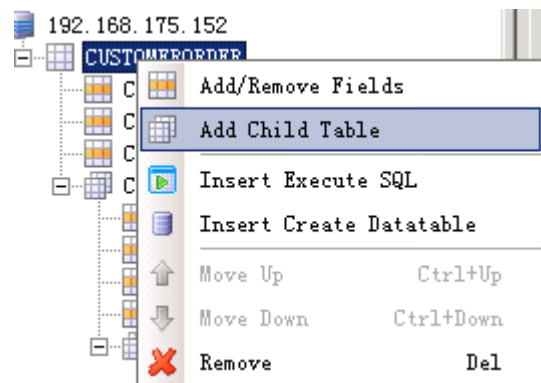 192.168.175.152
CUSTOMERORDER
C
Add/Remove Fields
C
Add Child Table
C
C
Insert Execute SQL
Insert Create Datatable
Move Up Ctrl+Up
Move Down Ctrl+Down
Remove Del